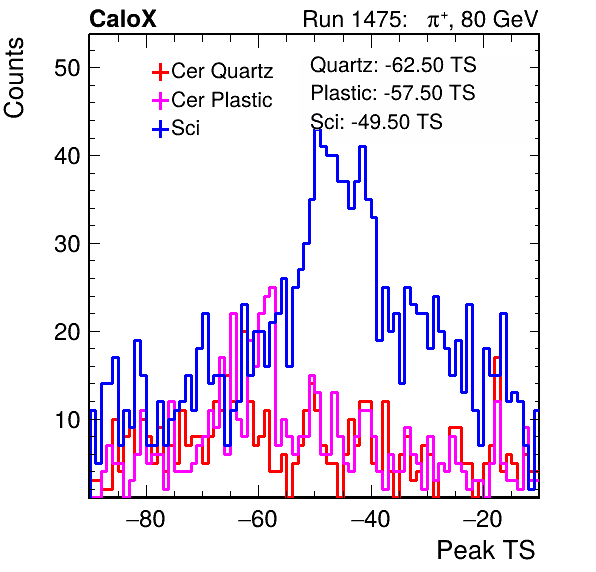 CaloX Run 1475: π⁺, 80 GeV
Counts
Cer Quartz
Cer Plastic
Sci
Quartz: -62.50 TS
Plastic: -57.50 TS
Sci: -49.50 TS
50
40
30
20
10
−80 −60 −40 −20
Peak TS